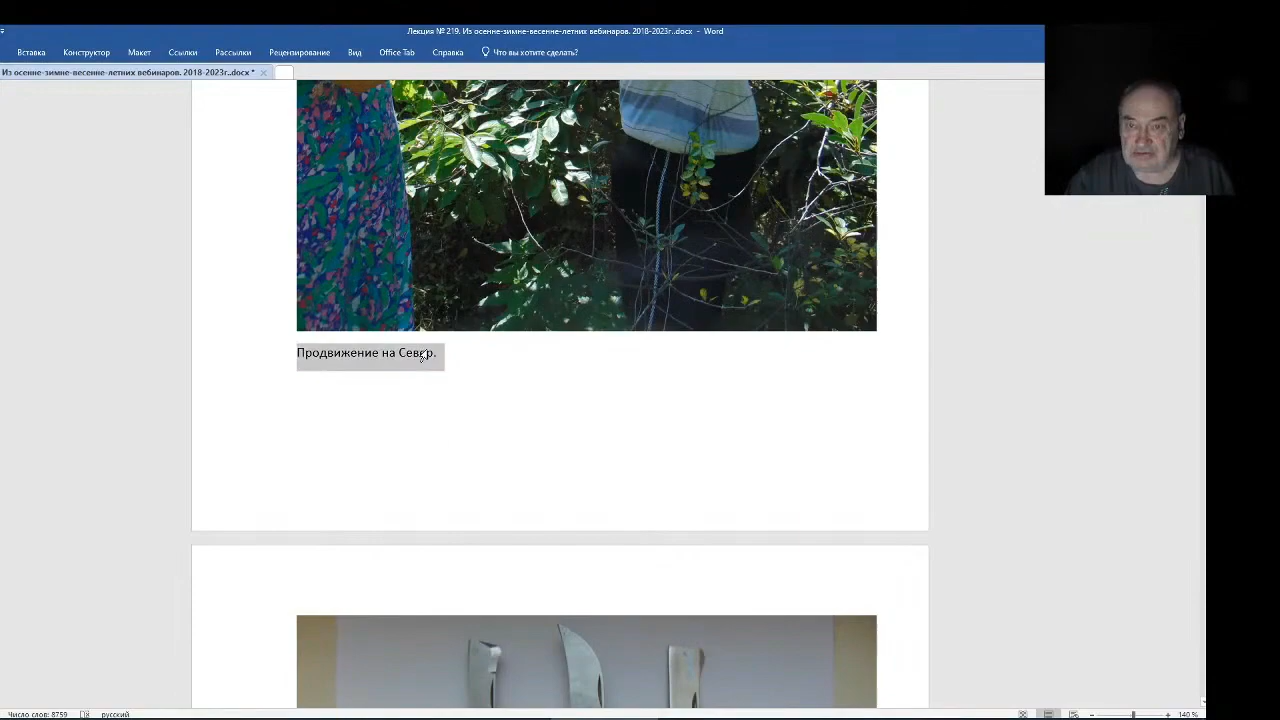 Лекция № 219. Из осенне-зимне-весенне-летних вебинаров. 2018-2023г..docx - Word
Вставка Конструктор Макет Ссылки Рассылки Рецензирование Вид Office Tab Справка Что вы хотите сделать?
Из осенне-зимне-весенне-летних вебинаров. 2018-2023г..docx *
Продвижение на Север.
Число слов: 8759 русский 140 %